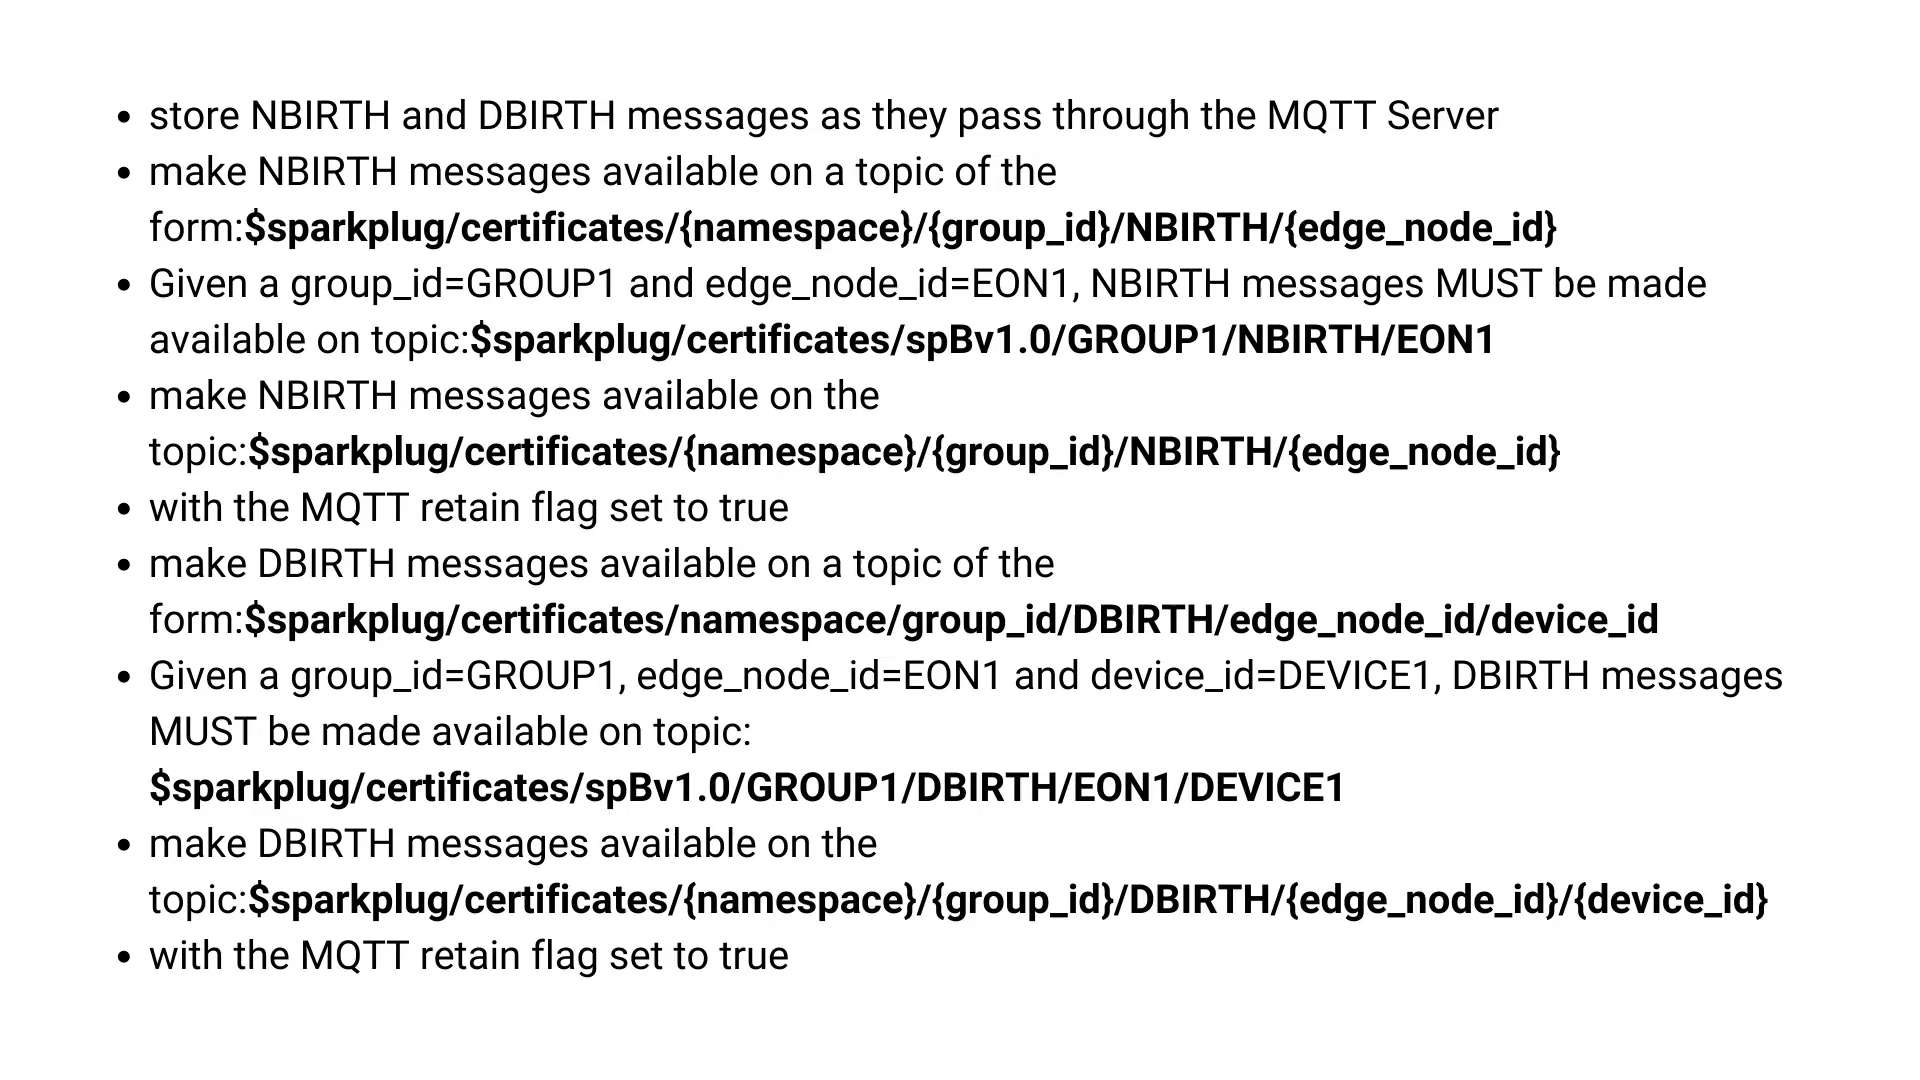 • store NBIRTH and DBIRTH messages as they pass through the MQTT Server
• make NBIRTH messages available on a topic of the
form:$sparkplug/certificates/{namespace}/{group_id}/NBIRTH/{edge_node_id}
• Given a group_id=GROUP1 and edge_node_id=EON1, NBIRTH messages MUST be made
available on topic:$sparkplug/certificates/spBv1.0/GROUP1/NBIRTH/EON1
• make NBIRTH messages available on the
topic:$sparkplug/certificates/{namespace}/{group_id}/NBIRTH/{edge_node_id}
• with the MQTT retain flag set to true
• make DBIRTH messages available on a topic of the
form:$sparkplug/certificates/namespace/group_id/DBIRTH/edge_node_id/device_id
• Given a group_id=GROUP1, edge_node_id=EON1 and device_id=DEVICE1, DBIRTH messages
MUST be made available on topic:
$sparkplug/certificates/spBv1.0/GROUP1/DBIRTH/EON1/DEVICE1
• make DBIRTH messages available on the
topic:$sparkplug/certificates/{namespace}/{group_id}/DBIRTH/{edge_node_id}/{device_id}
• with the MQTT retain flag set to true